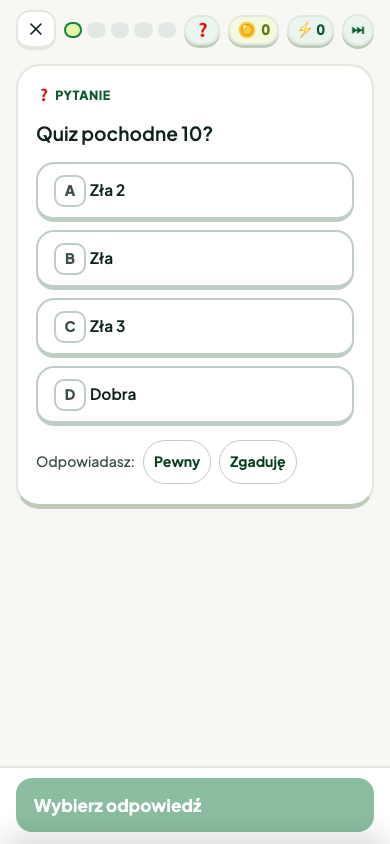 0
0
PYTANIE
Quiz pochodne 10?
A Zła 2
B Zła
C Zła 3
D Dobra
Odpowiadasz: Pewny Zgaduję
Wybierz odpowiedź